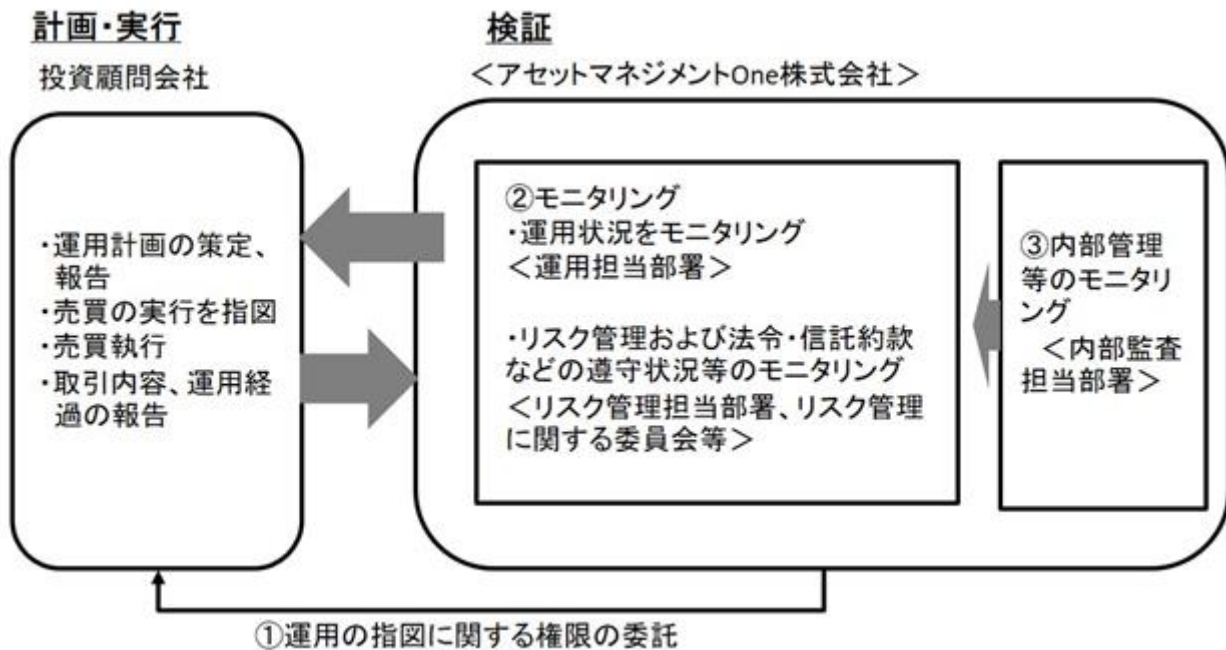 計画・実行
投資顧問会社
・運用計画の策定、
報告
・売買の実行を指図
・売買執行
・取引内容、運用経
過の報告
検証
＜アセットマネジメントOne株式会社＞
②モニタリング
・運用状況をモニタリング
＜運用担当部署＞
・リスク管理および法令・信託約款
などの遵守状況等のモニタリング
＜リスク管理担当部署、リスク管理
に関する委員会等＞
③内部管理
等のモニタリ
ング
＜内部監査
担当部署＞
①運用の指図に関する権限の委託